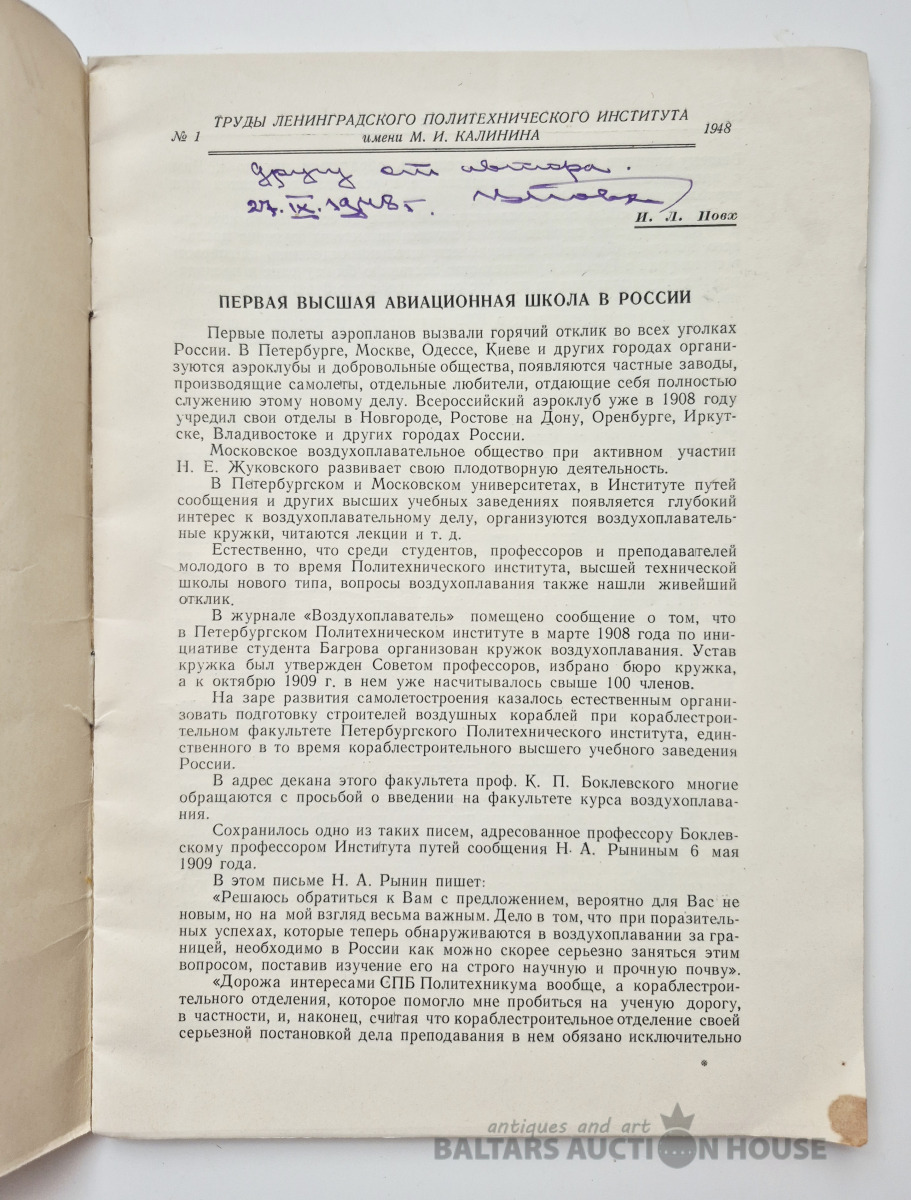 ТРУДЫ ЛЕНИНГРАДСКОГО ПОЛИТЕХНИЧЕСКОГО ИНСТИТУТА
№ 1 имени М. И. КАЛИНИНА 1948
другу от автора.
27.IX.1948 г. ИПовх
И. Л. Повх
ПЕРВАЯ ВЫСШАЯ АВИАЦИОННАЯ ШКОЛА В РОССИИ
Первые полеты аэропланов вызвали горячий отклик во всех уголках
России. В Петербурге, Москве, Одессе, Киеве и других городах органи-
зуются аэроклубы и добровольные общества, появляются частные заводы,
производящие самолеты, отдельные любители, отдающие себя полностью
служению этому новому делу. Всероссийский аэроклуб уже в 1908 году
учредил свои отделы в Новгороде, Ростове на Дону, Оренбурге, Иркут-
ске, Владивостоке и других городах России.
Московское воздухоплавательное общество при активном участии
Н. Е. Жуковского развивает свою плодотворную деятельность.
В Петербургском и Московском университетах, в Институте путей
сообщения и других высших учебных заведениях появляется глубокий
интерес к воздухоплавательному делу, организуются воздухоплаватель-
ные кружки, читаются лекции и т. д.
Естественно, что среди студентов, профессоров и преподавателей
молодого в то время Политехнического института, высшей технической
школы нового типа, вопросы воздухоплавания также нашли живейший
отклик.
В журнале «Воздухоплаватель» помещено сообщение о том, что
в Петербургском Политехническом институте в марте 1908 года по ини-
циативе студента Багрова организован кружок воздухоплавания. Устав
кружка был утвержден Советом профессоров, избрано бюро кружка,
а к октябрю 1909 г. в нем уже насчитывалось свыше 100 членов.
На заре развития самолетостроения казалось естественным органи-
зовать подготовку строителей воздушных кораблей при кораблестрои-
тельном факультете Петербургского Политехнического института, един-
ственного в то время кораблестроительного высшего учебного заведения
России.
В адрес декана этого факультета проф. К. П. Боклевского многие
обращаются с просьбой о введении на факультете курса воздухоплава-
ния.
Сохранилось одно из таких писем, адресованное профессору Боклев-
скому профессором Института путей сообщения Н. А. Рыниным 6 мая
1909 года.
В этом письме Н. А. Рынин пишет:
«Решаюсь обратиться к Вам с предложением, вероятно для Вас не
новым, но на мой взгляд весьма важным. Дело в том, что при поразитель-
ных успехах, которые теперь обнаруживаются в воздухоплавании за гра-
ницей, необходимо в России как можно скорее серьезно заняться этим
вопросом, поставив изучение его на строго научную и прочную почву».
«Дорожа интересами СПБ Политехникума вообще, а кораблестрои-
тельного отделения, которое помогло мне пробиться на ученую дорогу,
в частности, и, наконец, считая что кораблестроительное отделение своей
серьезной постановкой дела преподавания в нем обязано исключительно
*
antiques and art
BALTARS AUCTION HOUSE